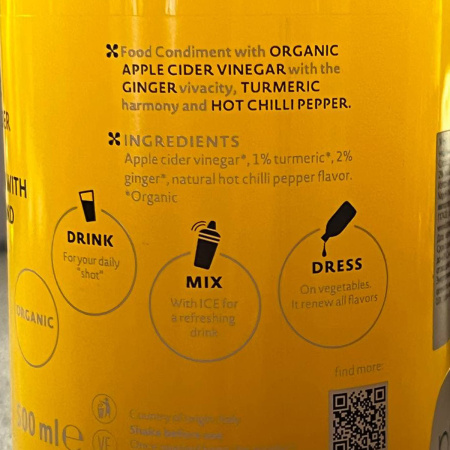 Food Condiment with ORGANIC
APPLE CIDER VINEGAR with the
GINGER vivacity, TURMERIC
harmony and HOT CHILLI PEPPER.
INGREDIENTS
Apple cider vinegar*, 1% turmeric*, 2%
ginger*, natural hot chilli pepper flavor.
*Organic
DRINK
For your daily
"shot"
MIX
With ICE for
a refreshing
drink
DRESS
On vegetables.
It renew all flavors
ORGANIC
find more:
500 ml e
Shake before use